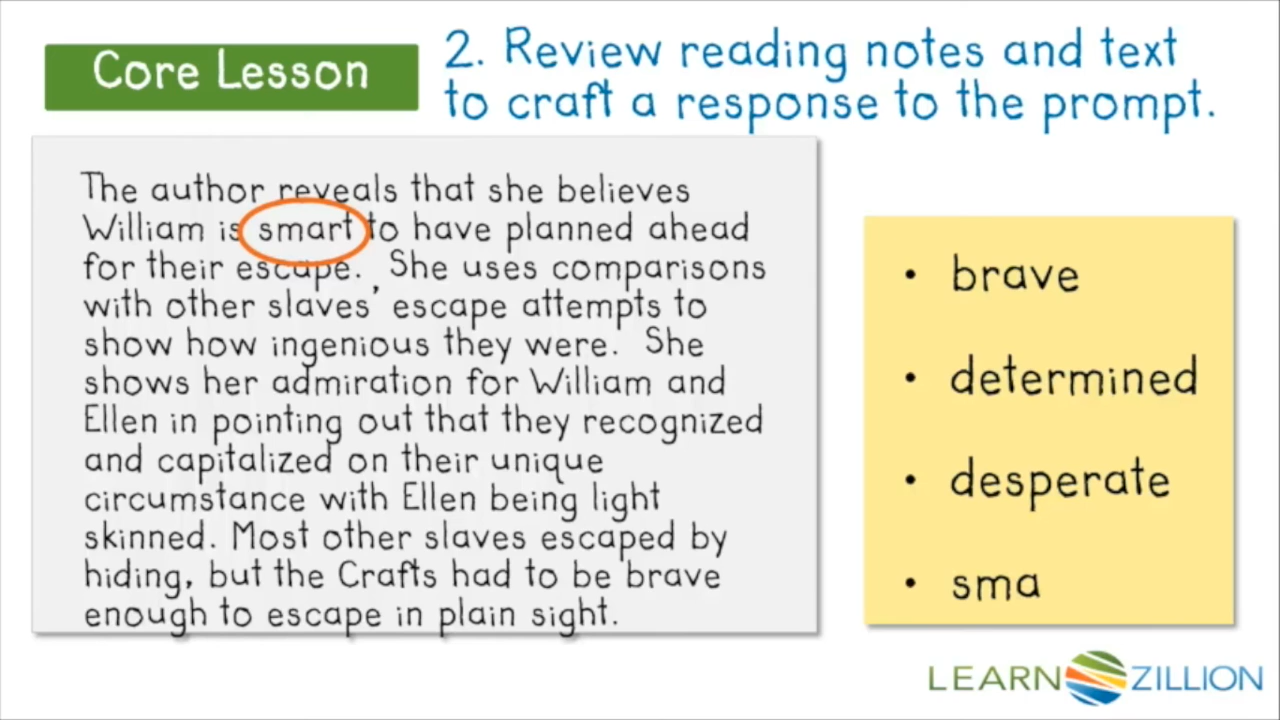 Core Lesson
2. Review reading notes and text
to craft a response to the prompt.
The author reveals that she believes
William is smart to have planned ahead
for their escape. She uses comparisons
with other slaves' escape attempts to
show how ingenious they were. She
shows her admiration for William and
Ellen in pointing out that they recognized
and capitalized on their unique
circumstance with Ellen being light
skinned. Most other slaves escaped by
hiding, but the Crafts had to be brave
enough to escape in plain sight.
• brave
• determined
• desperate
• sma
LEARN ZILLION